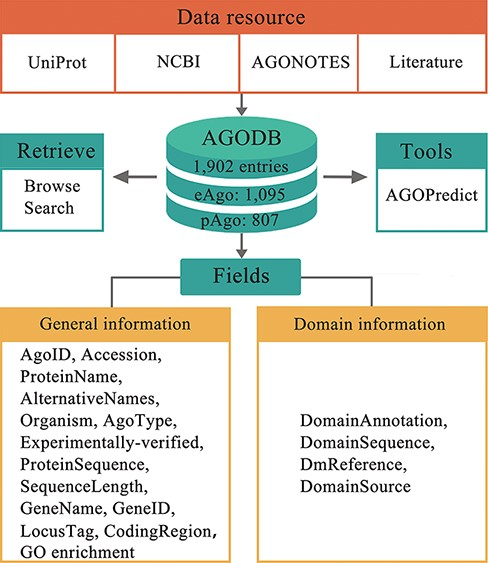 Data resource
UniProt
NCBI
AGONOTES
Literature
AGODB
1,902 entries
eAgo: 1,095
pAgo: 807
Retrieve
Browse
Search
Tools
AGOPredict
Fields
General information
AgoID, Accession,
ProteinName,
AlternativeNames,
Organism, AgoType,
Experimentally-verified,
ProteinSequence,
SequenceLength,
GeneName, GeneID,
LocusTag, CodingRegion,
GO enrichment
Domain information
DomainAnnotation,
DomainSequence,
DmReference,
DomainSource